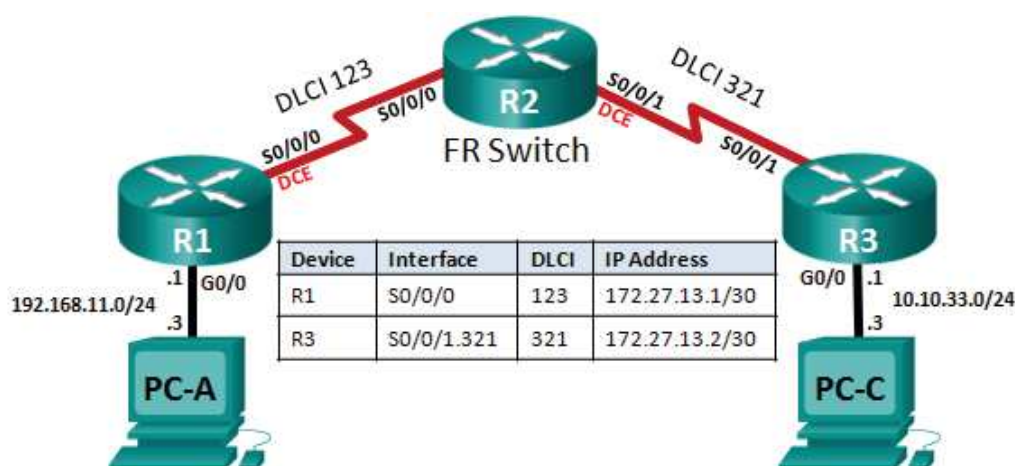 DLCI 123
DLCI 321
S0/0/0
S0/0/1
R2
DCE
FR Switch
S0/0/0
DCE
S0/0/1
R1
R3
Device Interface DLCI IP Address
R1 S0/0/0 123 172.27.13.1/30
R3 S0/0/1.321 321 172.27.13.2/30
.1 G0/0
192.168.11.0/24
.3
G0/0 .1
10.10.33.0/24
.3
PC-A
PC-C